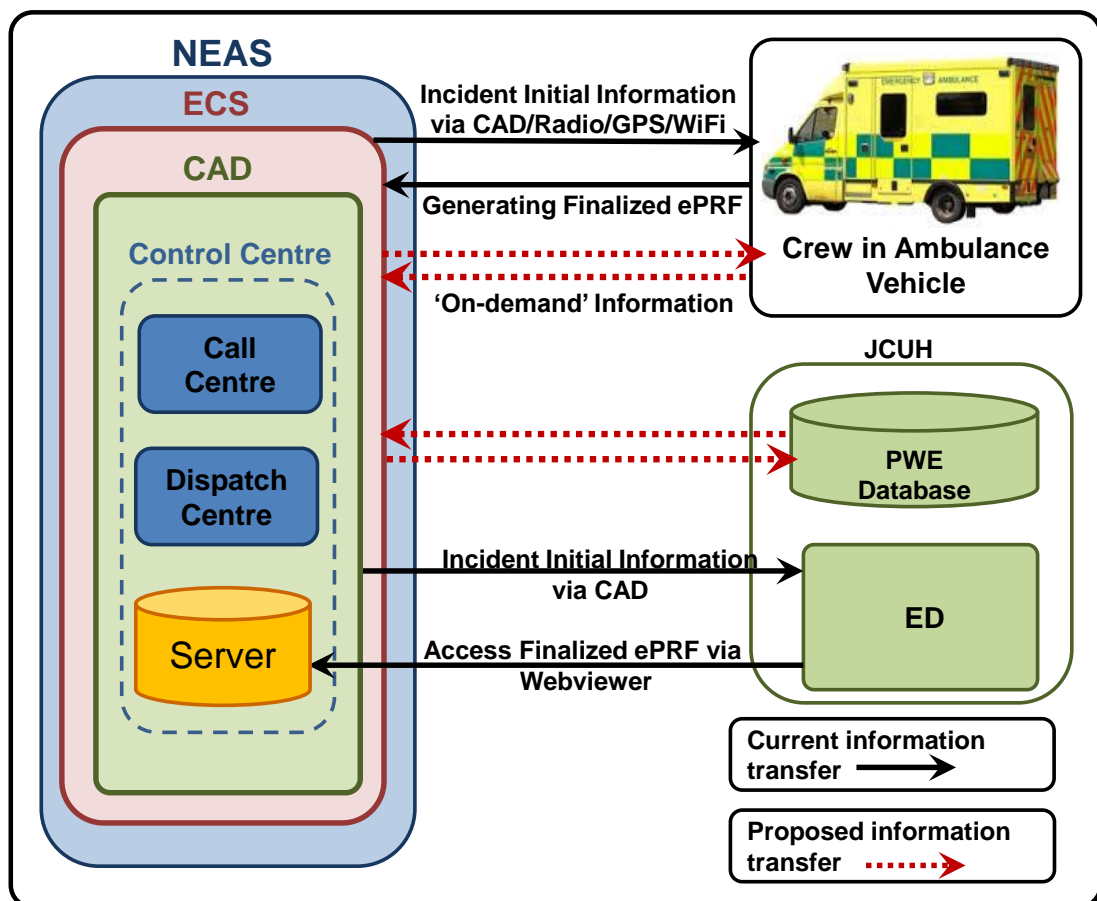 NEAS
ECS
CAD
Control Centre
Call
Centre
Dispatch
Centre
Server
Incident Initial Information
via CAD/Radio/GPS/WiFi
Generating Finalized ePRF
‘On-demand’ Information
EMERGENCY AMBULANCE
Crew in Ambulance
Vehicle
JCUH
PWE
Database
Incident Initial Information
via CAD
ED
Access Finalized ePRF via
Webviewer
Current information
transfer
Proposed information
transfer